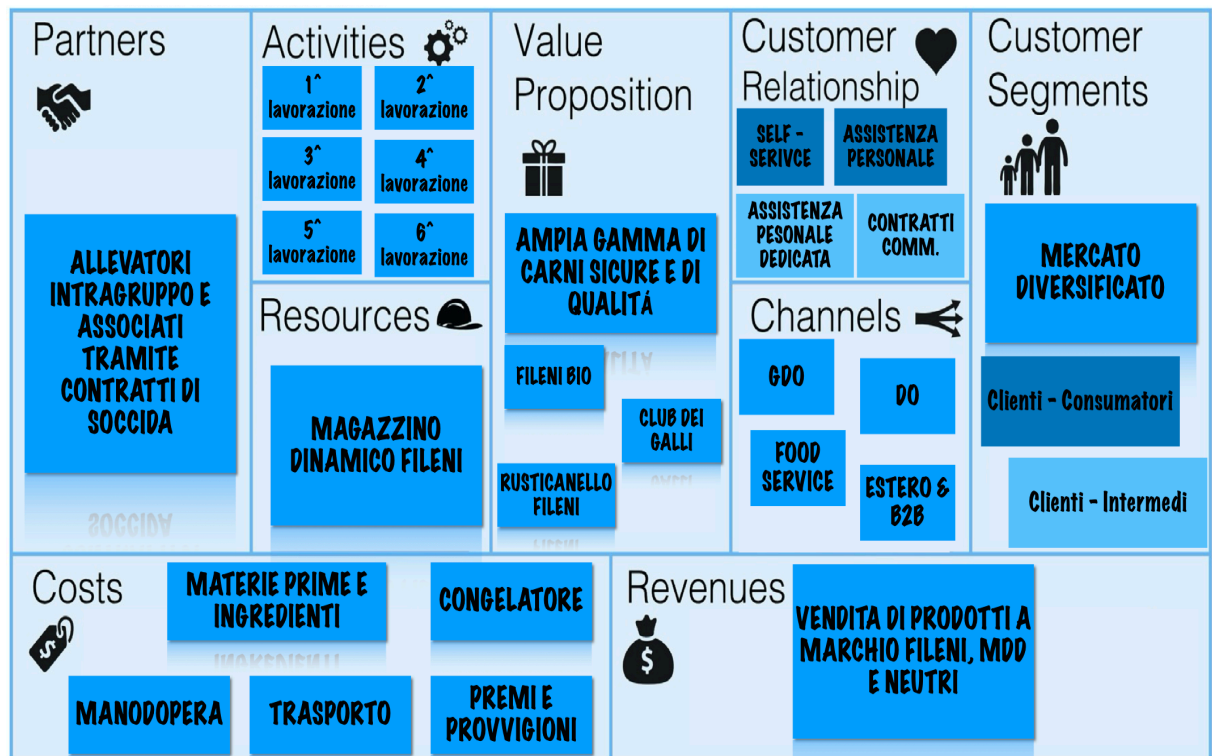 Partners
ALLEVATORI
INTRAGRUPPO E
ASSOCIATI
TRAMITE
CONTRATTI DI
SOCCIDA
Activities
1^
lavorazione
2^
lavorazione
3^
lavorazione
4^
lavorazione
5^
lavorazione
6^
lavorazione
Resources
MAGAZZINO
DINAMICO FILENI
Value
Proposition
AMPIA GAMMA DI
CARNI SICURE E DI
QUALITÁ
FILENI BIO
CLUB DEI
GALLI
RUSTICANELLO
FILENI
Customer
Relationship
SELF -
SERIVCE
ASSISTENZA
PERSONALE
ASSISTENZA
PESONALE
DEDICATA
CONTRATTI
COMM.
Channels
GDO
DO
FOOD
SERVICE
ESTERO &
B2B
Customer
Segments
MERCATO
DIVERSIFICATO
Clienti - Consumatori
Clienti - Intermedi
Costs
MATERIE PRIME E
INGREDIENTI
CONGELATORE
MANODOPERA
TRASPORTO
PREMI E
PROVVIGIONI
Revenues
VENDITA DI PRODOTTI A
MARCHIO FILENI, MDD
E NEUTRI